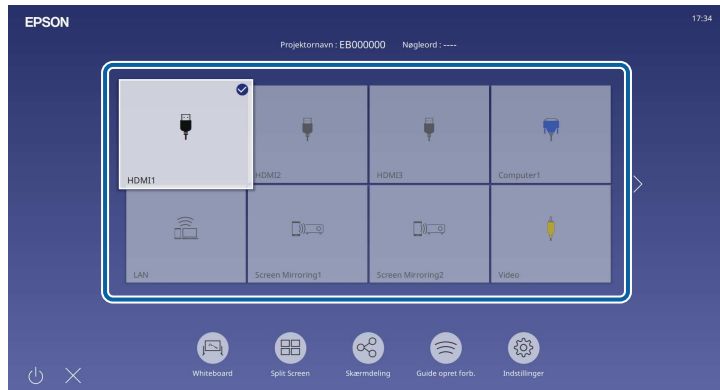 EPSON
17:34
Projektornavn : EB000000 Nøgleord : ----
HDMI1
HDMI2
HDMI3
Computer1
LAN
Screen Mirroring1
Screen Mirroring2
Video
Whiteboard
Split Screen
Skærmdeling
Guide opret forb.
Indstillinger